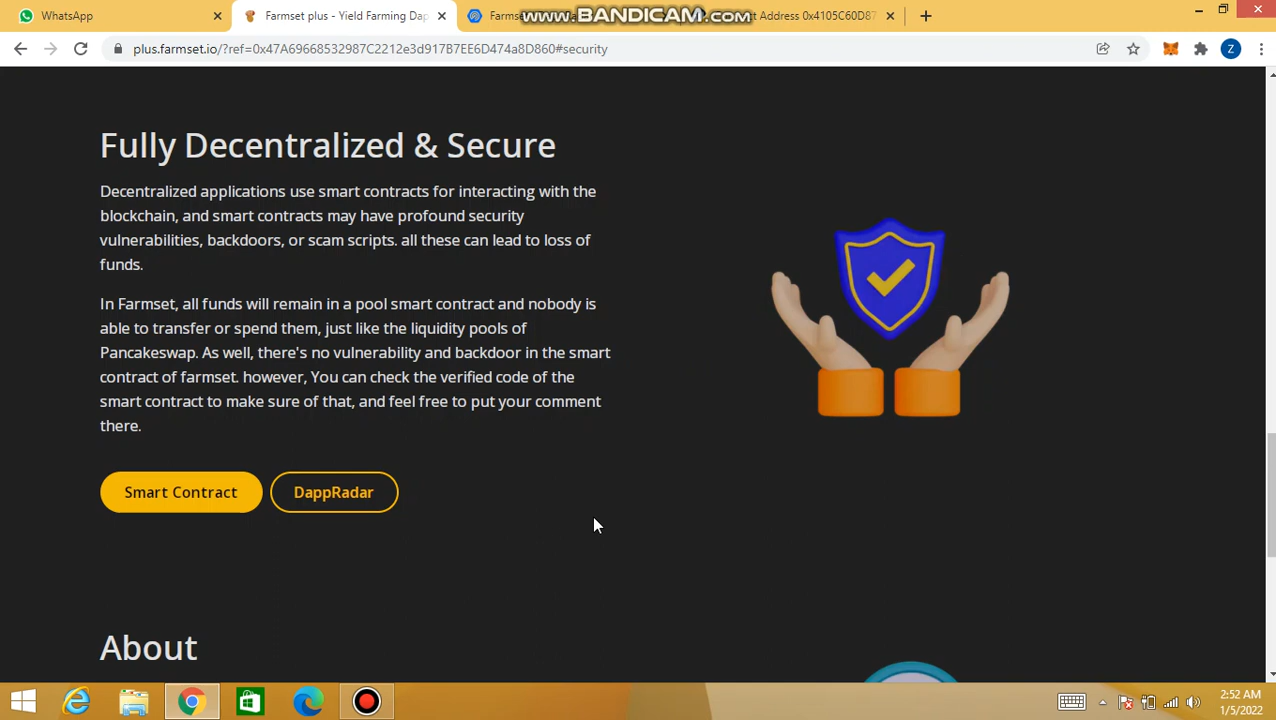 WhatsApp
Farmset plus - Yield Farming Dap
Farms
www.BANDICAM.com
Address 0x4105C60D87
plus.farmset.io/?ref=0x47A69668532987C2212e3d917B7EE6D474a8D860#security
Z
Fully Decentralized & Secure
Decentralized applications use smart contracts for interacting with the
blockchain, and smart contracts may have profound security
vulnerabilities, backdoors, or scam scripts. all these can lead to loss of
funds.
In Farmset, all funds will remain in a pool smart contract and nobody is
able to transfer or spend them, just like the liquidity pools of
Pancakeswap. As well, there's no vulnerability and backdoor in the smart
contract of farmset. however, You can check the verified code of the
smart contract to make sure of that, and feel free to put your comment
there.
Smart Contract
DappRadar
About
2:52 AM
1/5/2022